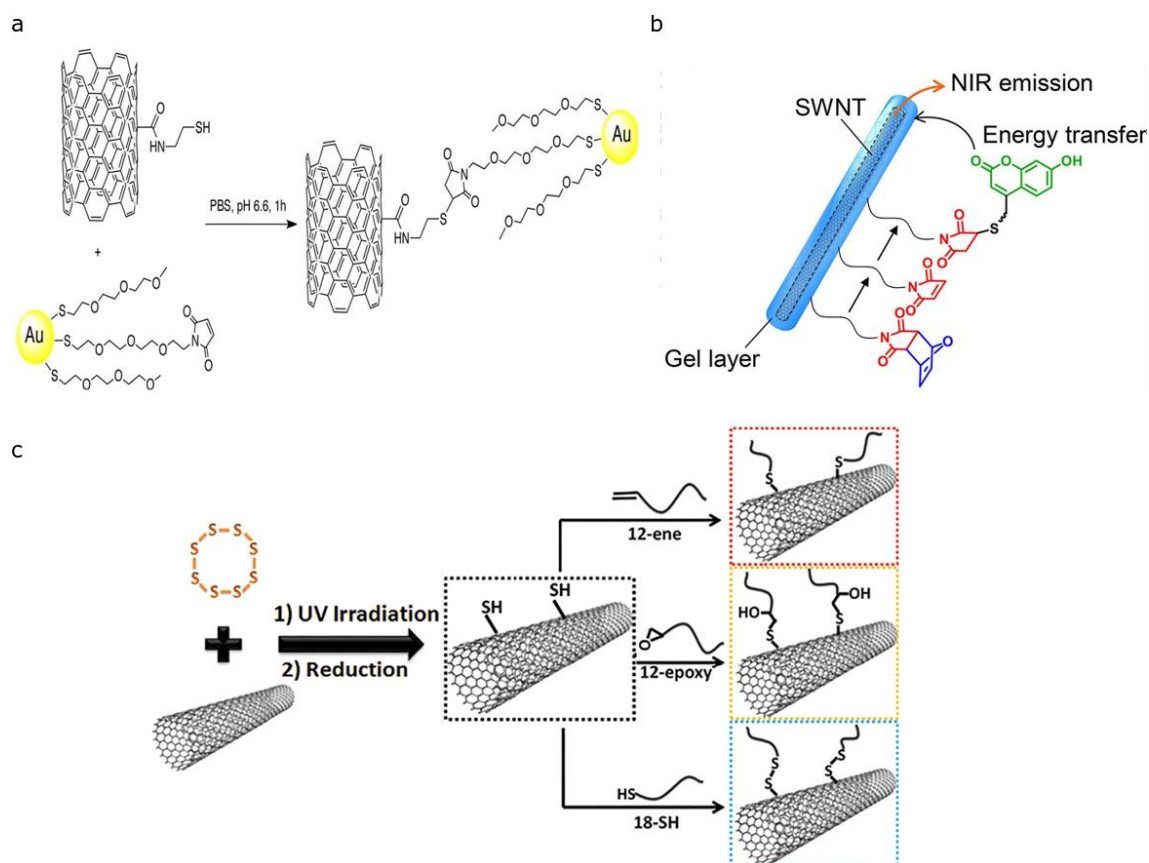 a
b
SH
O
HN
+
PBS, pH 6.6, 1h
Au
S O O O
S O O O N O O
S O O O
O
HN
S
O N O
O O O S
O O O S
O O O S
Au
SWNT
NIR emission
Energy transfer
Gel layer
O O OH
S
O N O
O N O
O N O
O
c
S S
S S
S S
S S
1) UV Irradiation
2) Reduction
SH SH
12-ene
O
12-epoxy
HS
18-SH
S S
HO OH
S S
S S
S S